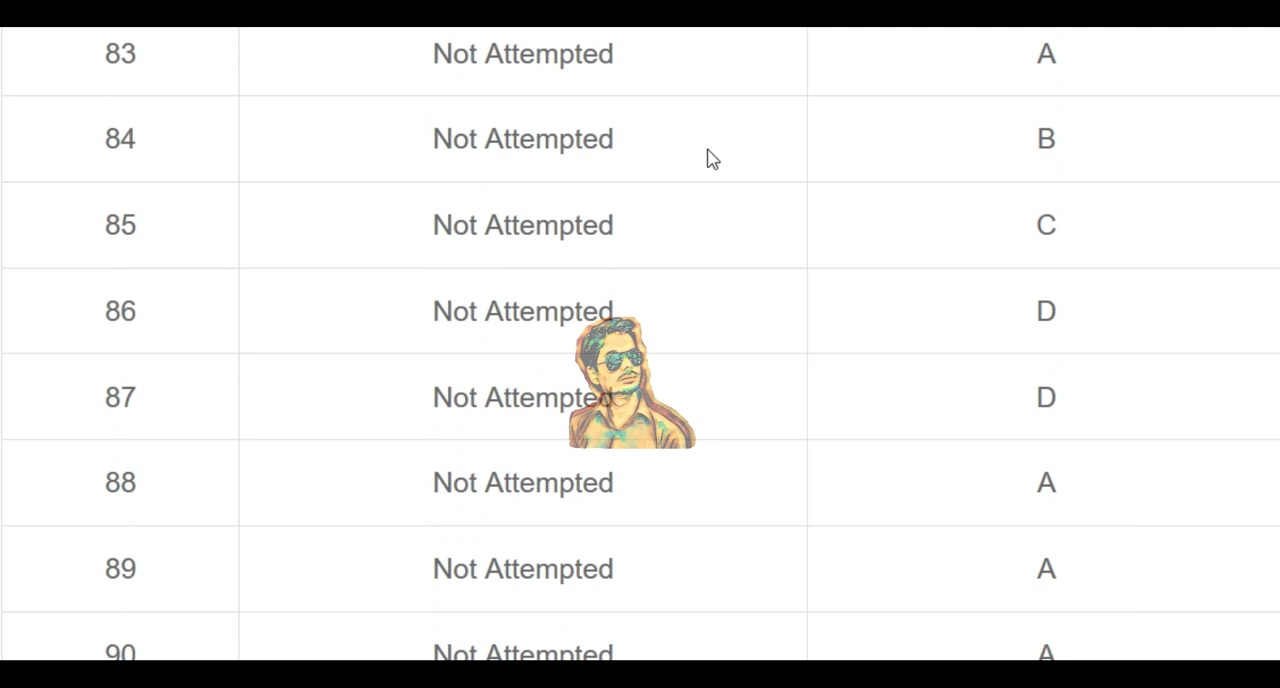 83 Not Attempted A
84 Not Attempted B
85 Not Attempted C
86 Not Attempted D
87 Not Attempted D
88 Not Attempted A
89 Not Attempted A
90 Not Attempted A